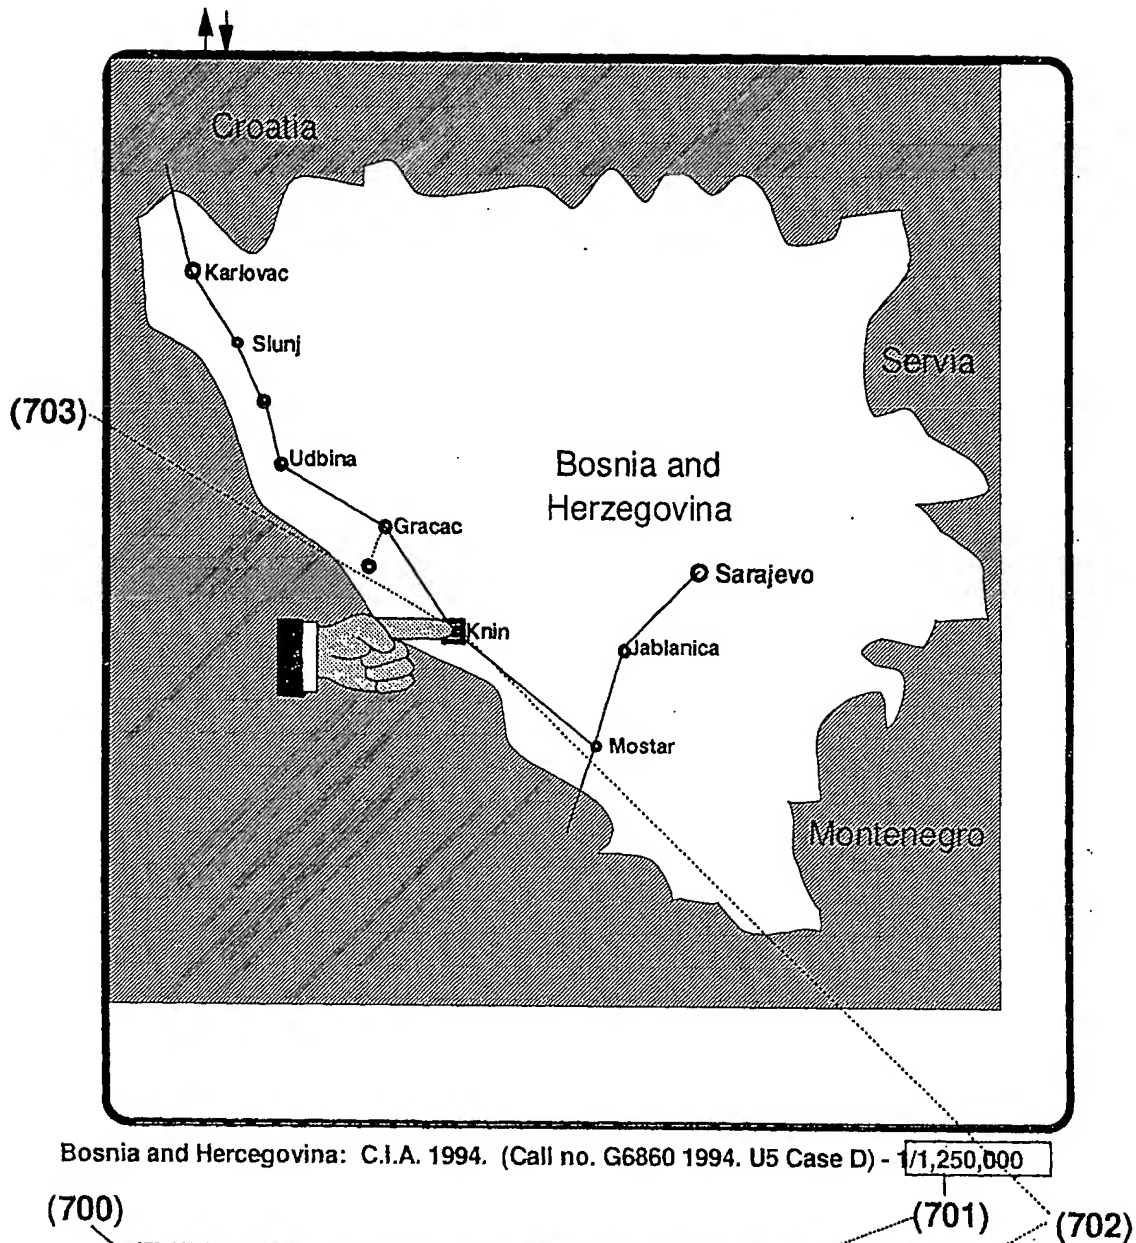 Croatia
Karlovac
Slunj
Servia
(703)
Udbina
Bosnia and
Herzegovina
Gracac
Sarajevo
Knin
Jablanica
Mostar
Montenegro
Bosnia and Hercegovina: C.I.A. 1994. (Call no. G6860 1994. U5 Case D) - 1/1,250,000
(700)
(701)
(702)